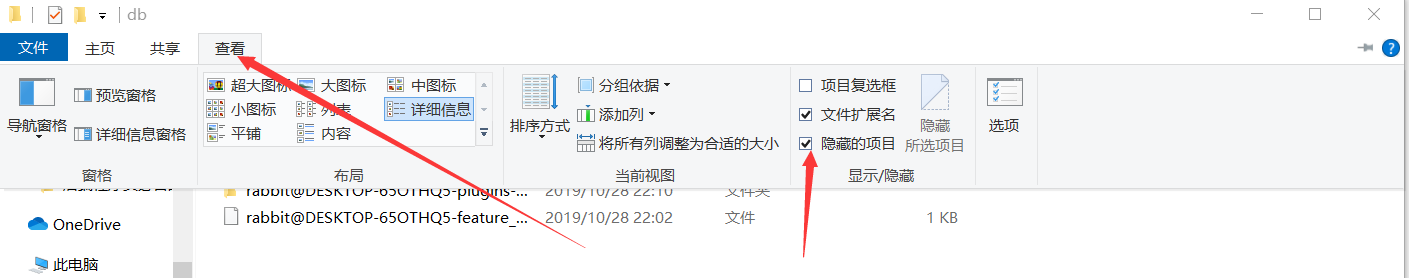 db
文件 主页 共享 查看
超大图标 大图标 中图标 项目复选框
预览窗格 分组依据
小图标 列表 详细信息 添加列 文件扩展名
导航窗格 排序方式 隐藏 选项
详细信息窗格 平铺 内容 将所有列调整为合适的大小 隐藏的项目 所选项目
窗格 布局 当前视图 显示/隐藏
rabbit@DESKTOP-65OTHQ5-plugins-... 2019/10/28 22:10 文件夹
rabbit@DESKTOP-65OTHQ5-feature_... 2019/10/28 22:02 文件 1 KB
OneDrive
此电脑